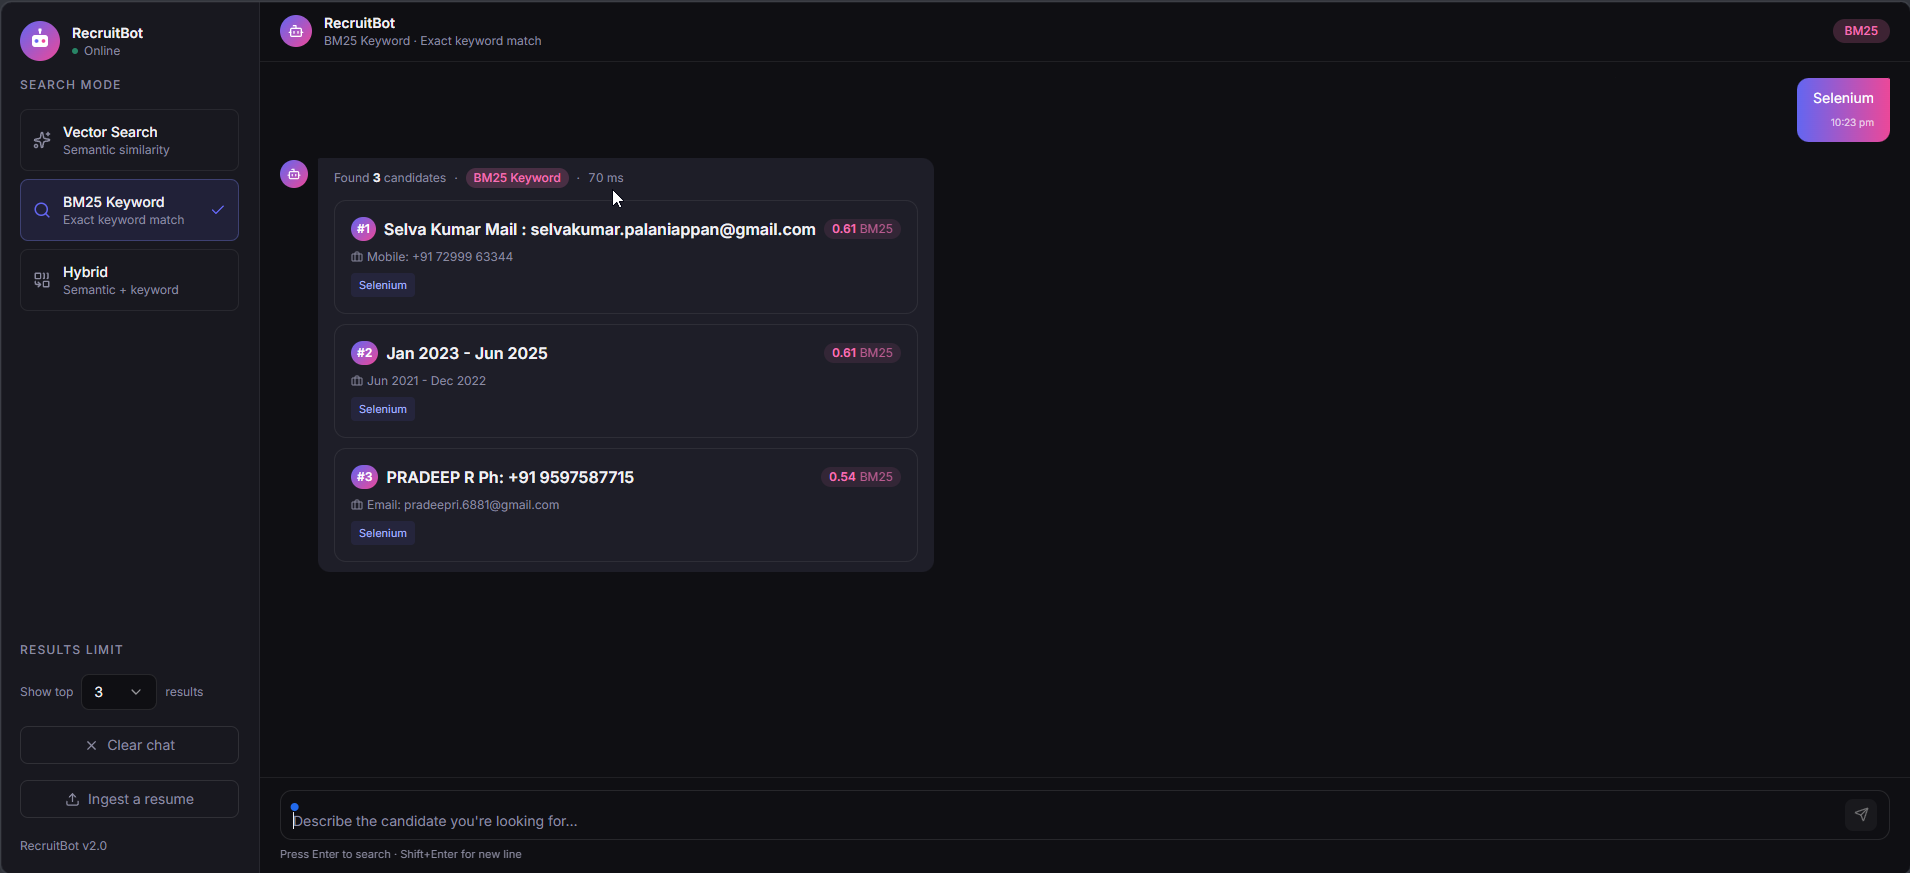 RecruitBot
Online
SEARCH MODE
Vector Search
Semantic similarity
BM25 Keyword
Exact keyword match
Hybrid
Semantic + keyword
RESULTS LIMIT
Show top 3 results
Clear chat
Ingest a resume
RecruitBot v2.0
RecruitBot
BM25 Keyword · Exact keyword match
BM25
Selenium
10:23 pm
Found 3 candidates · BM25 Keyword · 70 ms
#1 Selva Kumar Mail : selvakumar.palaniappan@gmail.com 0.61 BM25
Mobile: +91 72999 63344
Selenium
#2 Jan 2023 - Jun 2025 0.61 BM25
Jun 2021 - Dec 2022
Selenium
#3 PRADEEP R Ph: +91 9597587715 0.54 BM25
Email: pradeepri.6881@gmail.com
Selenium
Describe the candidate you're looking for...
Press Enter to search · Shift+Enter for new line